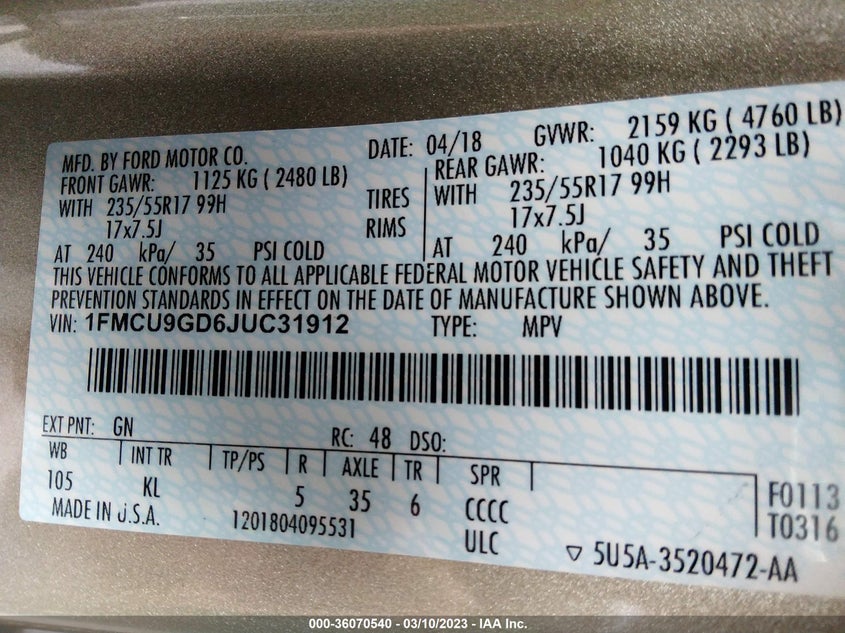 MFD. BY FORD MOTOR CO. DATE: 04/18 GVWR: 2159 KG ( 4760 LB)
FRONT GAWR: 1125 KG ( 2480 LB) REAR GAWR: 1040 KG ( 2293 LB)
WITH 235/55R17 99H TIRES WITH 235/55R17 99H
17x7.5J RIMS 17x7.5J
AT 240 kPa/ 35 PSI COLD AT 240 kPa/ 35 PSI COLD
THIS VEHICLE CONFORMS TO ALL APPLICABLE FEDERAL MOTOR VEHICLE SAFETY AND THEFT
PREVENTION STANDARDS IN EFFECT ON THE DATE OF MANUFACTURE SHOWN ABOVE.
VIN: 1FMCU9GD6JUC31912 TYPE: MPV
EXT PNT: GN RC: 48 DSO:
WB INT TR TP/PS R AXLE TR SPR
105 KL 5 35 6 CCCC F0113
MADE IN U.S.A. 1201804095531 ULC T0316
5U5A-3520472-AA
000-36070540 — 03/10/2023 — IAA Inc.